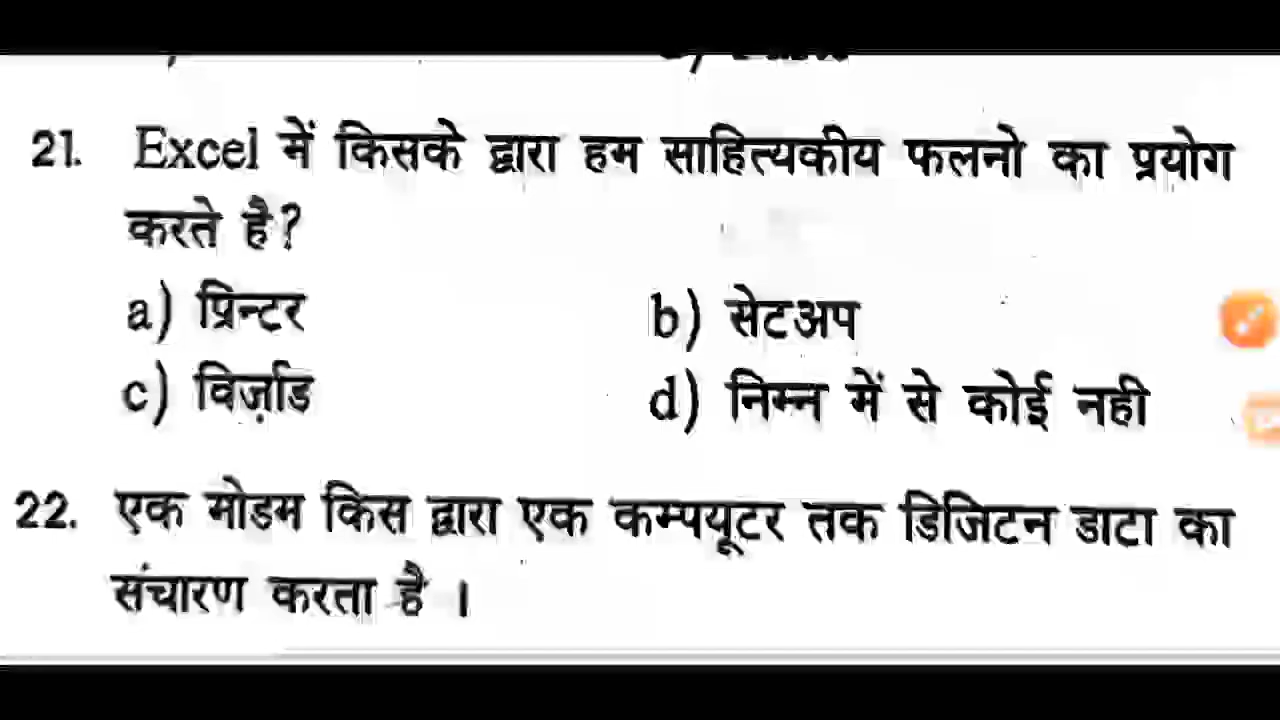 21. Excel में किसके द्वारा हम साहित्यकीय फलनो का प्रयोग
करते है?
a) प्रिन्टर b) सेटअप
c) विर्ज़ाड d) निम्न में से कोई नही
22. एक मोडम किस द्वारा एक कम्पयूटर तक डिजिटन डाटा का
संचारण करता है ।